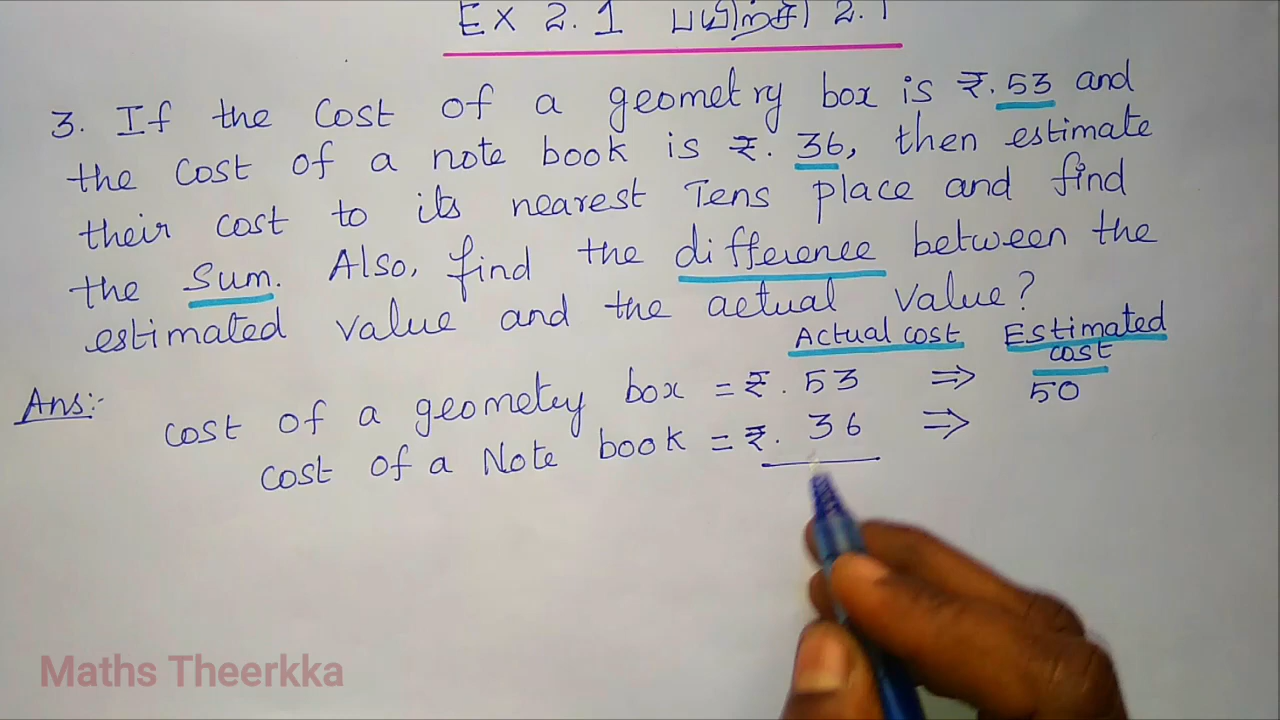 Ex 2.1 பயிற்சி 2.1
3. If the Cost of a geometry box is ₹. 53 and
the Cost of a note book is ₹. 36, then estimate
their cost to its nearest Tens place and find
the Sum. Also, find the difference between the
estimated value and the actual value?
Actual cost Estimated cost
Ans:-
cost of a geometry box = ₹. 53 ⇒ 50
cost of a Note book = ₹. 36 ⇒
Maths Theerkka